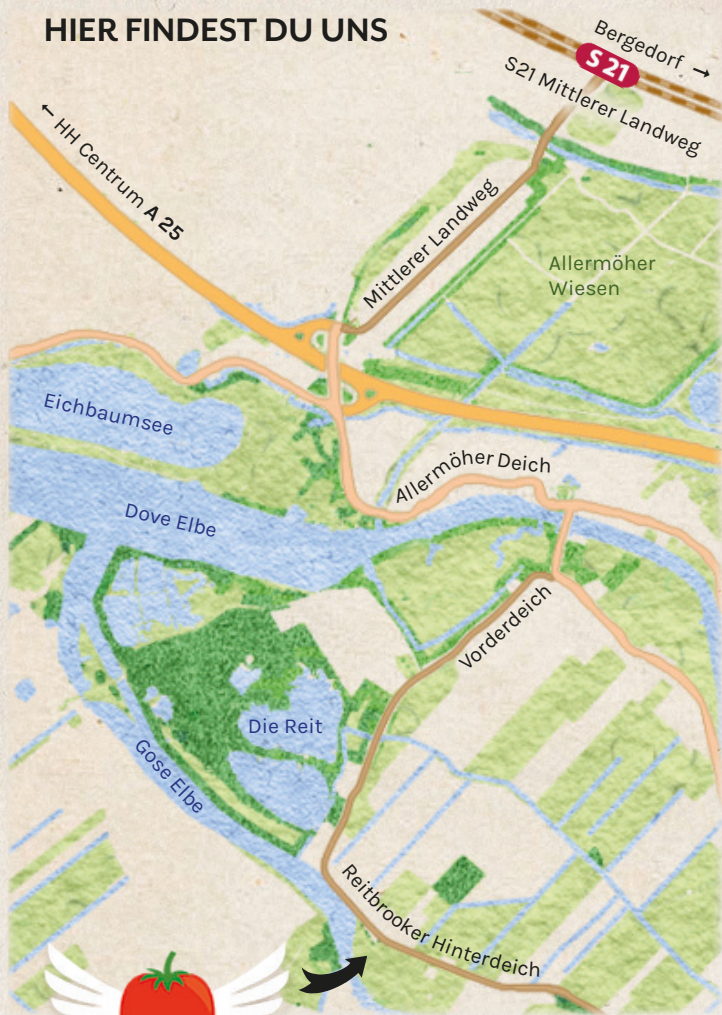 HIER FINDEST DU UNS
Bergedorf →
S 21
S21 Mittlerer Landweg
← HH Centrum A 25
Mittlerer Landweg
Allermöher
Wiesen
Eichbaumsee
Allermöher Deich
Dove Elbe
Vorderdeich
Die Reit
Gose Elbe
Reitbrooker Hinterdeich